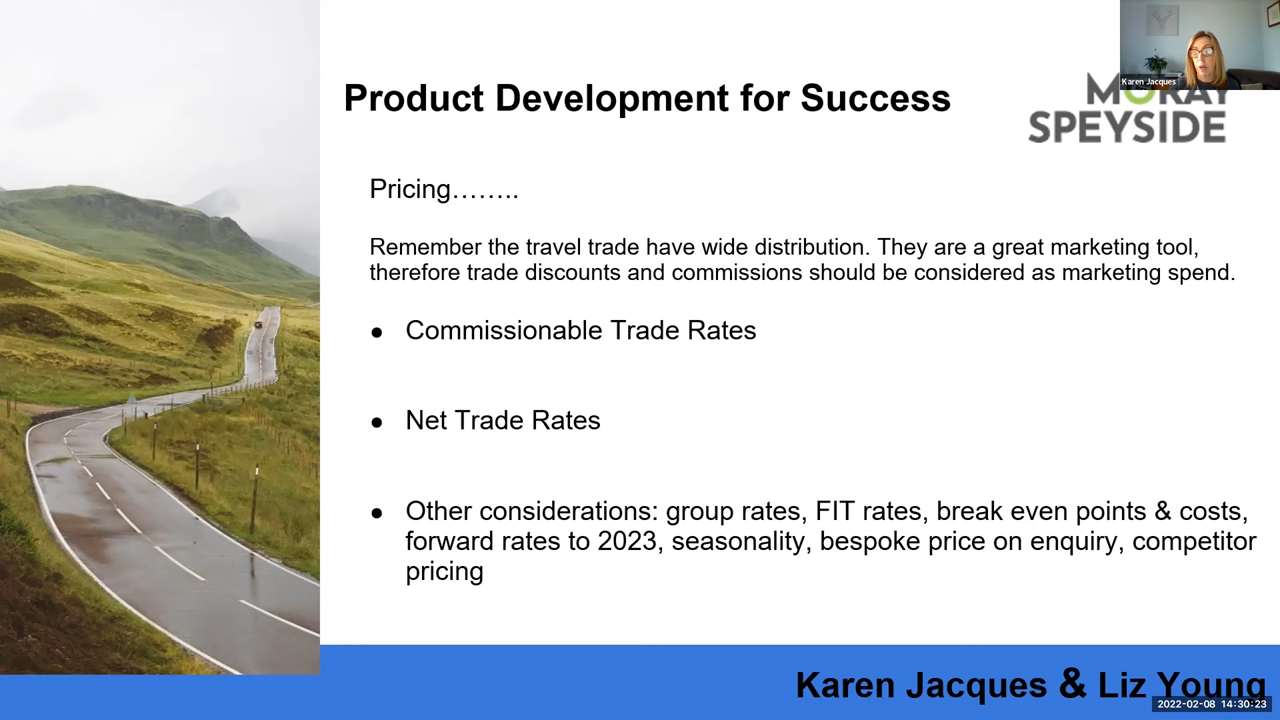 Karen Jacques
Product Development for Success
MORAY
SPEYSIDE
Pricing……..
Remember the travel trade have wide distribution. They are a great marketing tool,
therefore trade discounts and commissions should be considered as marketing spend.
● Commissionable Trade Rates
● Net Trade Rates
● Other considerations: group rates, FIT rates, break even points & costs,
forward rates to 2023, seasonality, bespoke price on enquiry, competitor
pricing
Karen Jacques & Liz Young
2022-02-08 14:30:23